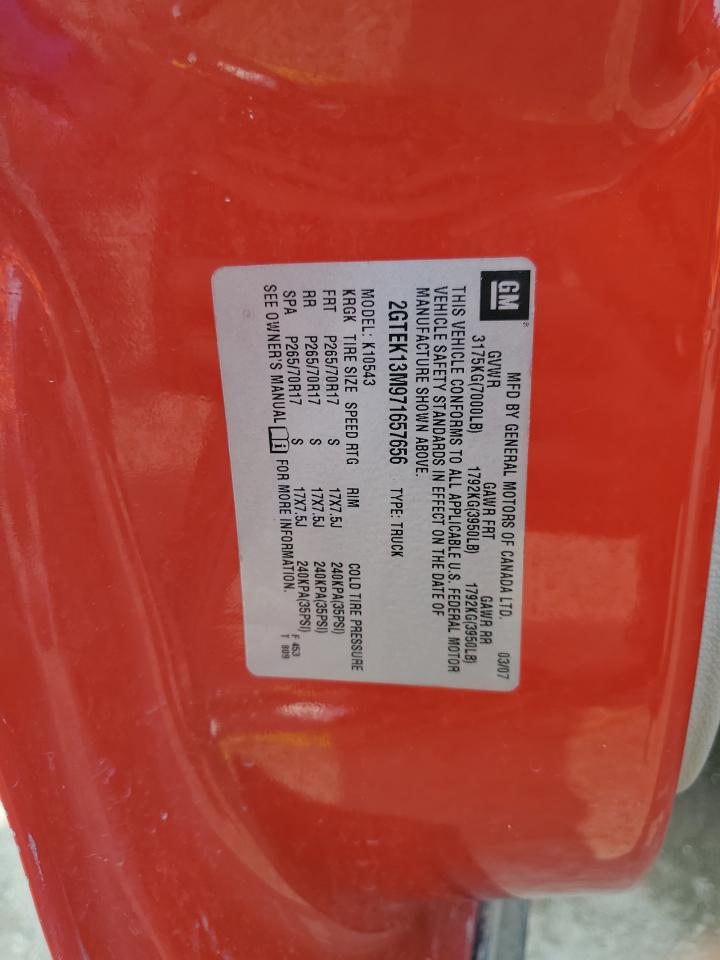 GM
MFD BY GENERAL MOTORS OF CANADA LTD.
03/07
GVWR GAWR FRT GAWR RR
3175KG(7000LB) 1792KG(3950LB) 1792KG(3950LB)
THIS VEHICLE CONFORMS TO ALL APPLICABLE U.S. FEDERAL MOTOR
VEHICLE SAFETY STANDARDS IN EFFECT ON THE DATE OF
MANUFACTURE SHOWN ABOVE.
2GTEK13M971657656 TYPE: TRUCK
MODEL: K10543
KRGK TIRE SIZE SPEED RTG RIM COLD TIRE PRESSURE
FRT P265/70R17 S 17X7.5J 240KPA(35PSI)
RR P265/70R17 S 17X7.5J 240KPA(35PSI)
SPA P265/70R17 S 17X7.5J 240KPA(35PSI)
SEE OWNER'S MANUAL i FOR MORE INFORMATION.
F 453
T 809